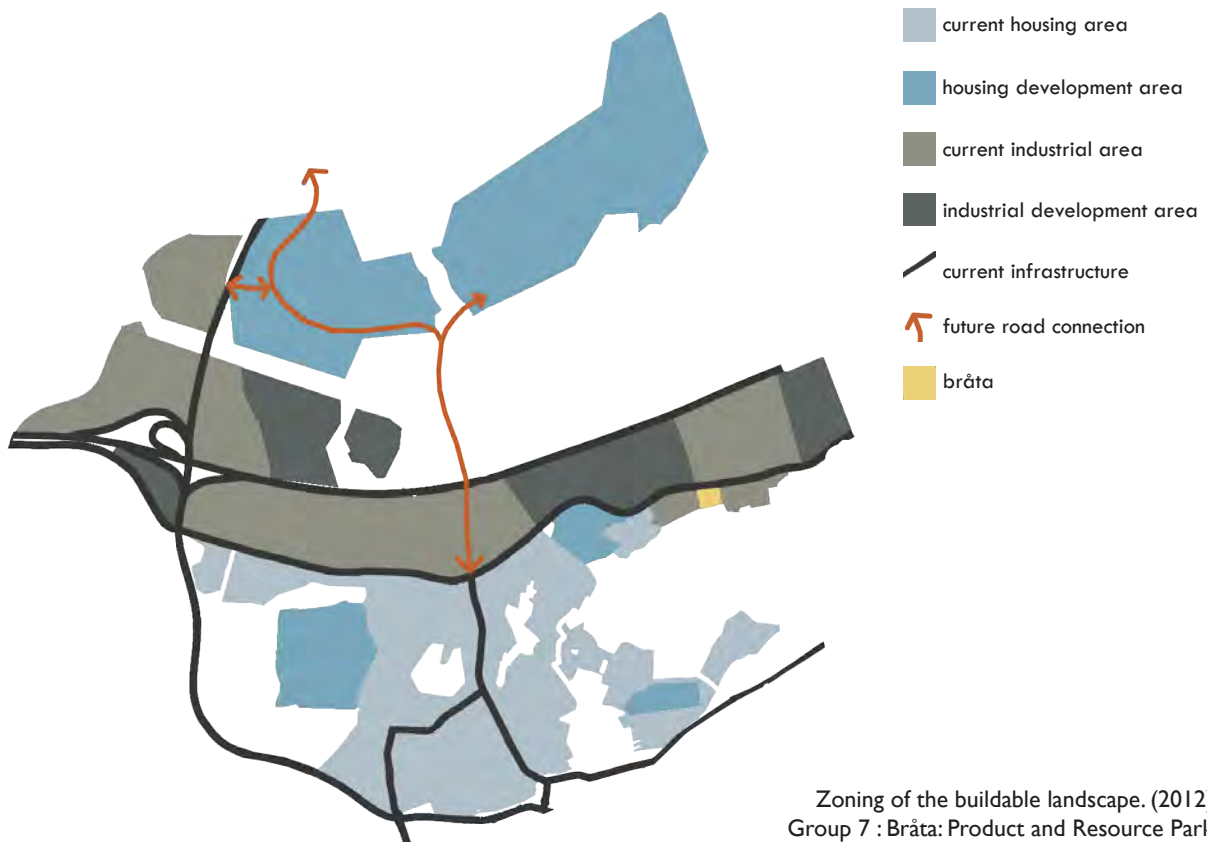 current housing area
housing development area
current industrial area
industrial development area
current infrastructure
future road connection
bråta
Zoning of the buildable landscape. (2012)
Group 7 : Bråta: Product and Resource Park